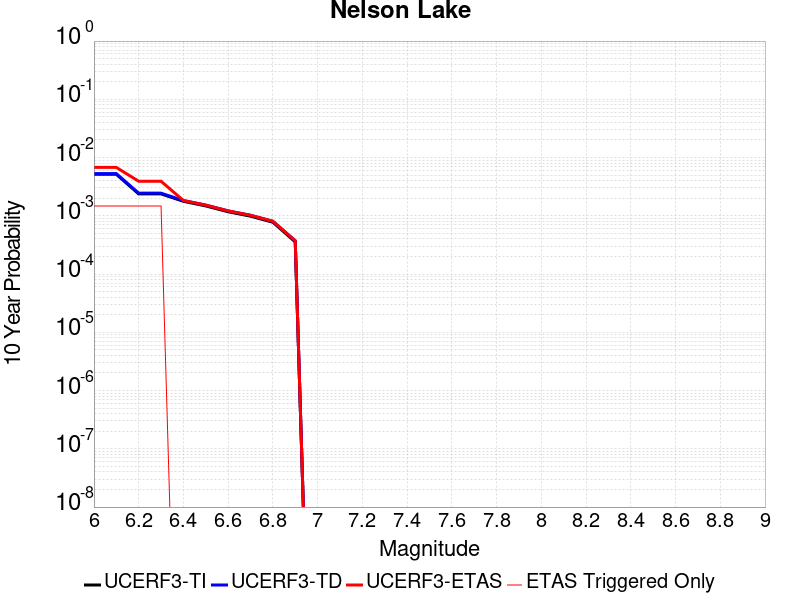 Nelson Lake
10^0
10^-1
10^-2
10^-3
10^-4
10^-5
10^-6
10^-7
10^-8
10 Year Probability
6 6.2 6.4 6.6 6.8 7 7.2 7.4 7.6 7.8 8 8.2 8.4 8.6 8.8 9
Magnitude
UCERF3-TI UCERF3-TD UCERF3-ETAS ETAS Triggered Only